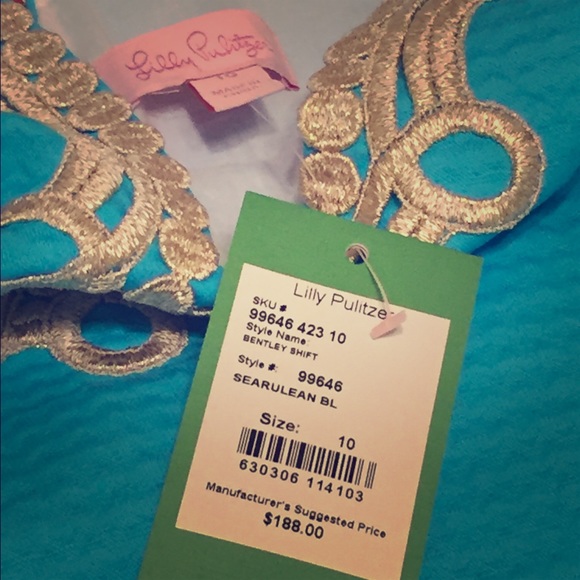 Lilly Pulitzer
Lilly Pulitzer
SKU #
99646 423 10
Style Name:
BENTLEY SHIFT
Style #: 99646
SEARULEAN BL
Size: 10
630306 114103
Manufacturer's Suggested Price
$188.00